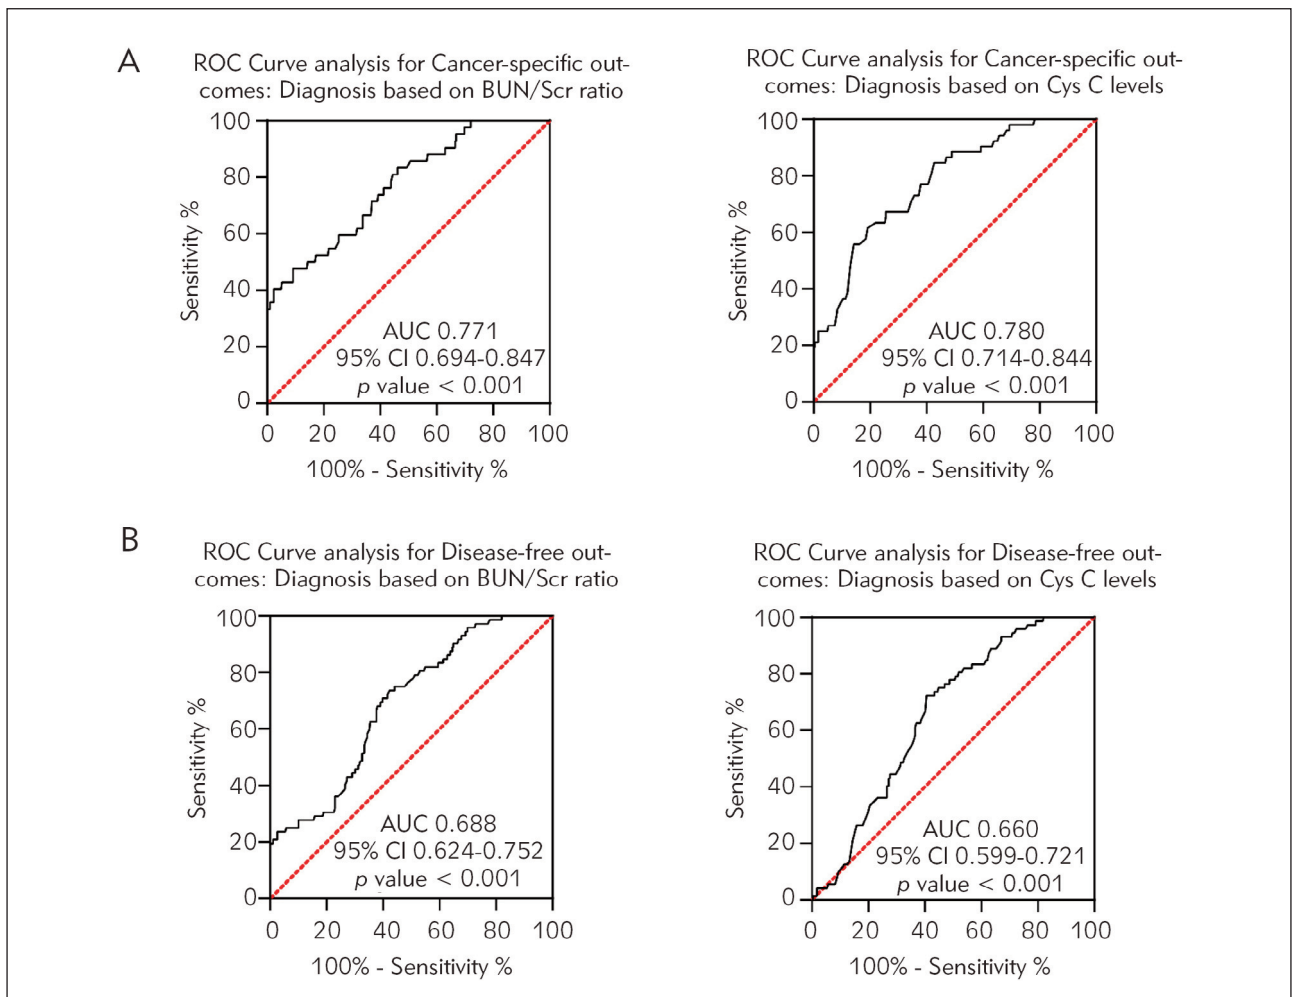 A
ROC Curve analysis for Cancer-specific out-
comes: Diagnosis based on BUN/Scr ratio
100
80
60
40
20
0
Sensitivity %
AUC 0.771
95% CI 0.694-0.847
p value < 0.001
0 20 40 60 80 100
100% - Sensitivity %
ROC Curve analysis for Cancer-specific out-
comes: Diagnosis based on Cys C levels
100
80
60
40
20
0
Sensitivity %
AUC 0.780
95% CI 0.714-0.844
p value < 0.001
0 20 40 60 80 100
100% - Sensitivity %
B
ROC Curve analysis for Disease-free out-
comes: Diagnosis based on BUN/Scr ratio
100
80
60
40
20
0
Sensitivity %
AUC 0.688
95% CI 0.624-0.752
p value < 0.001
0 20 40 60 80 100
100% - Sensitivity %
ROC Curve analysis for Disease-free out-
comes: Diagnosis based on Cys C levels
100
80
60
40
20
0
Sensitivity %
AUC 0.660
95% CI 0.599-0.721
p value < 0.001
0 20 40 60 80 100
100% - Sensitivity %